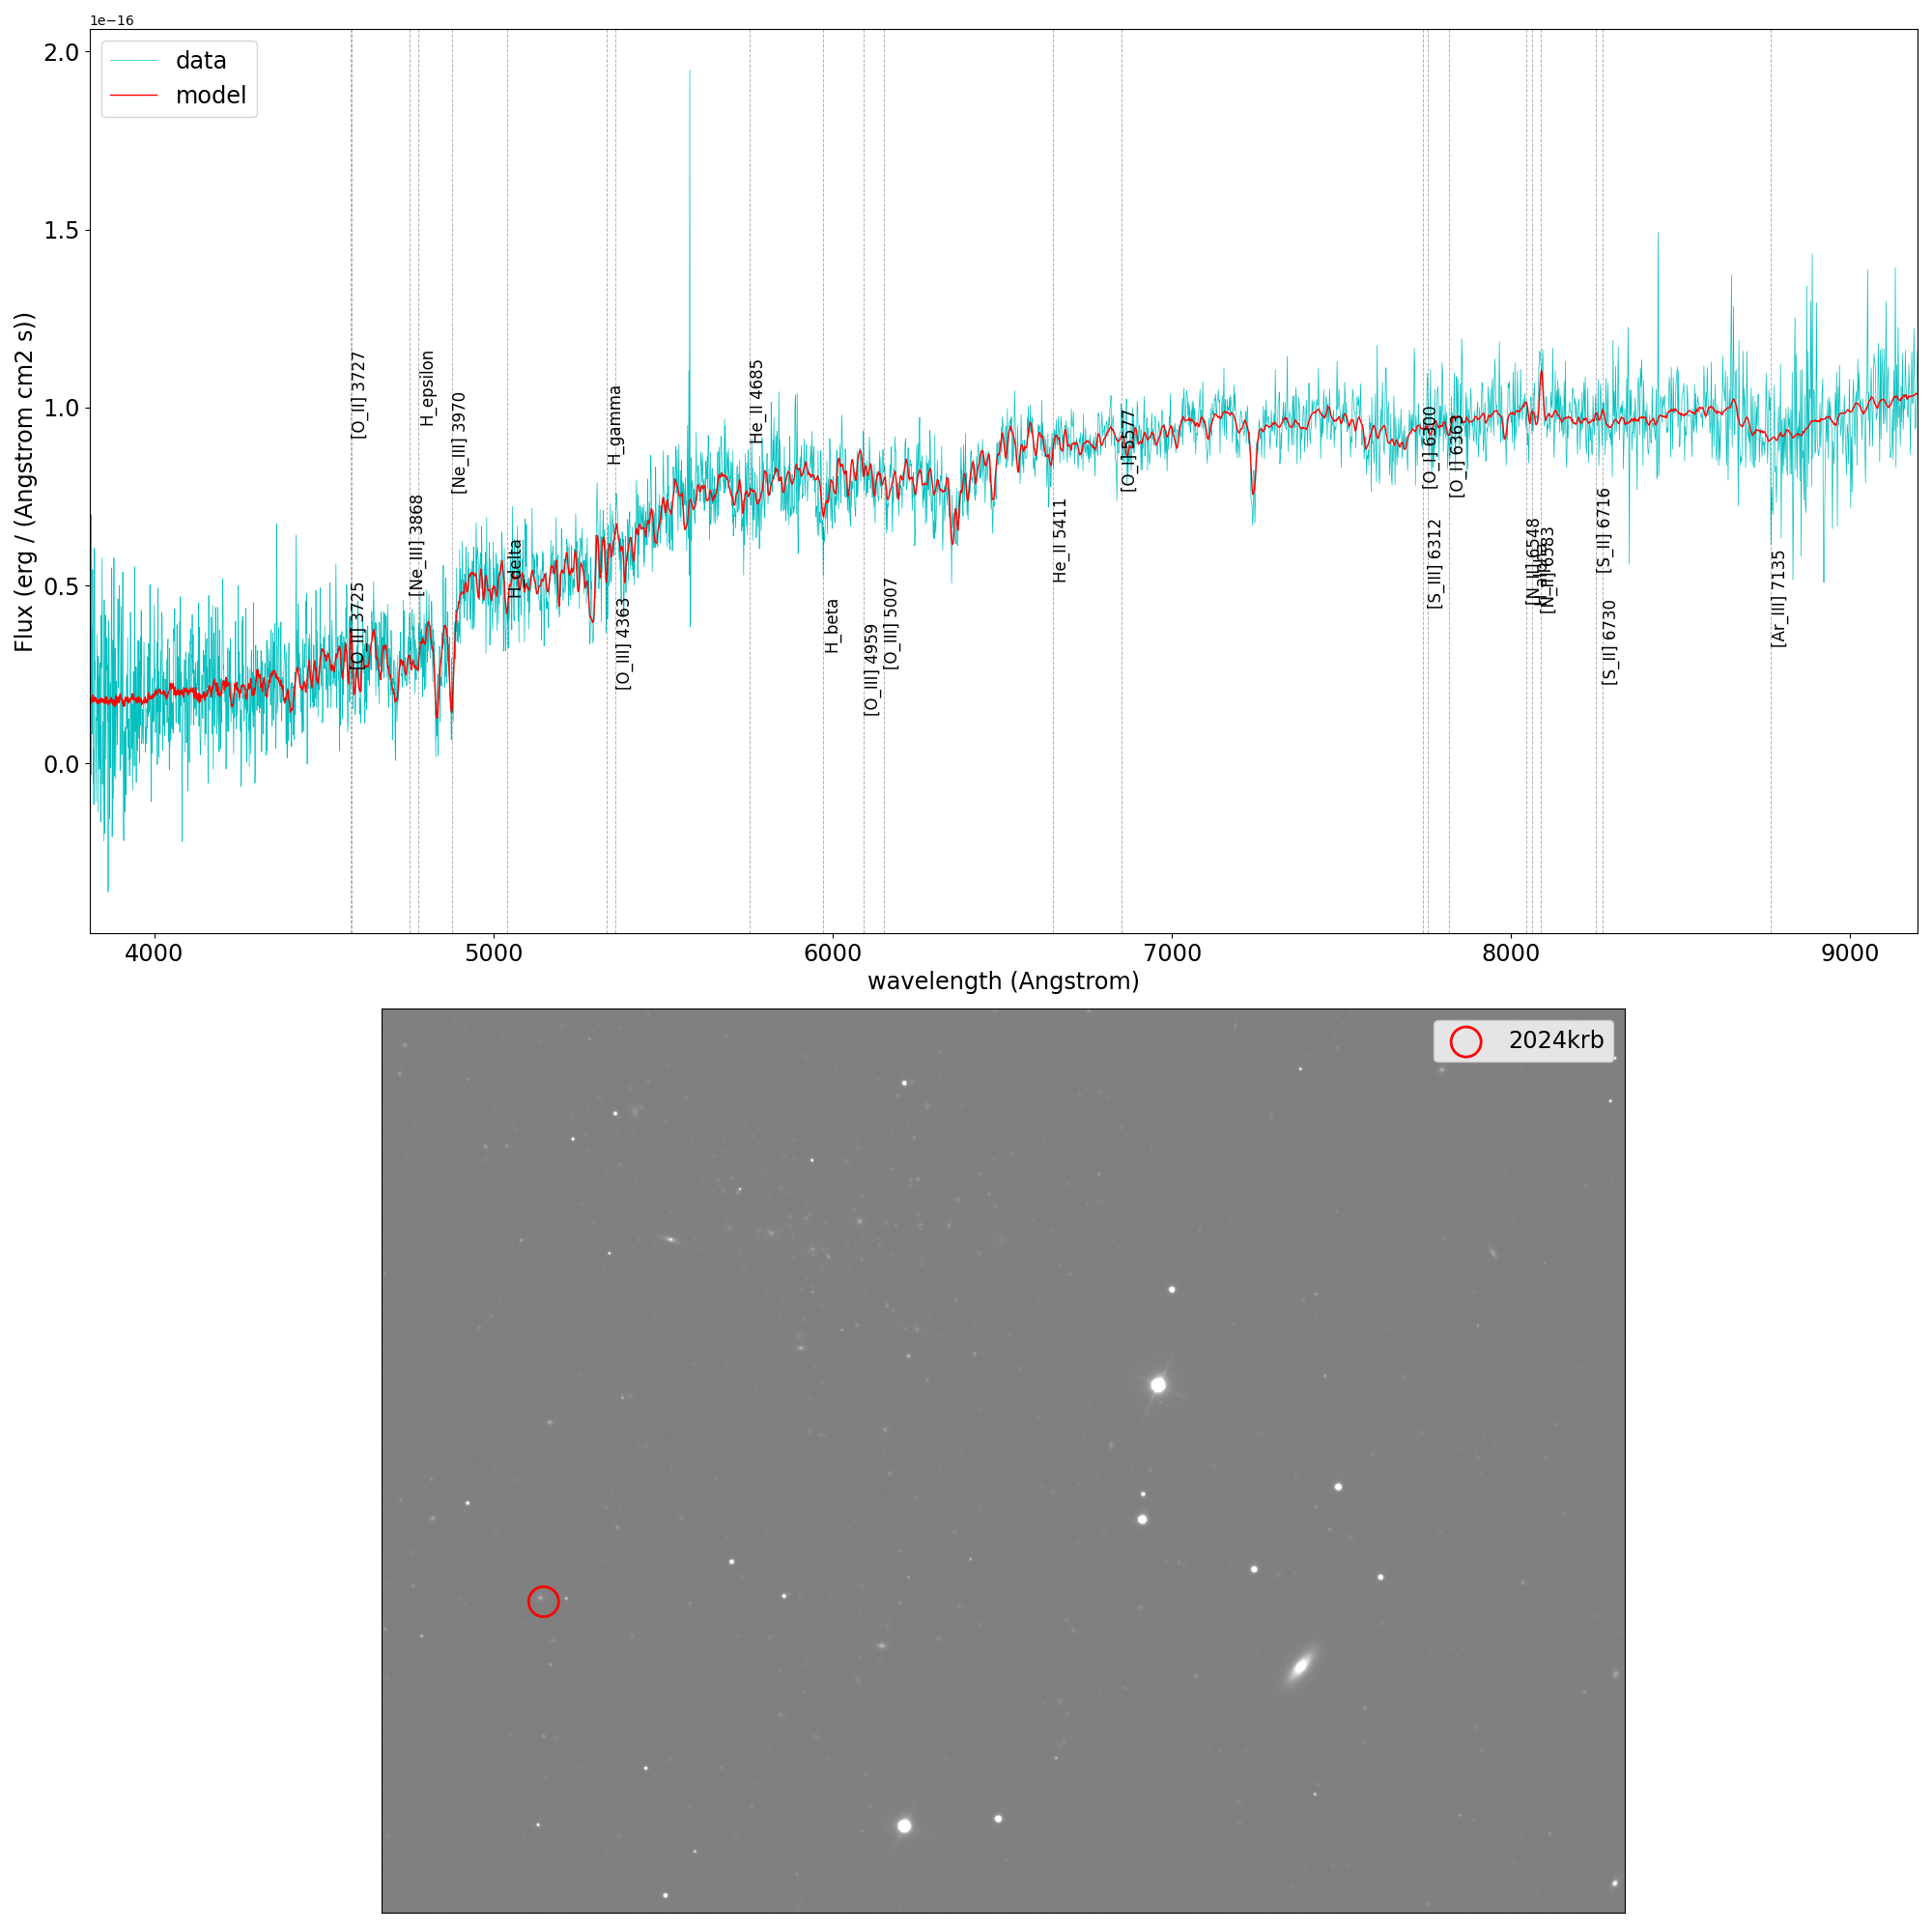 1e−16
data
model
2.0
1.5
1.0
0.5
0.0
Flux (erg / (Angstrom cm2 s))
[O_II] 3725
[O_II] 3727
[Ne_III] 3868
H_epsilon
[Ne_III] 3970
H_delta
H_gamma
[O_III] 4363
He_II 4685
H_beta
[O_III] 4959
[O_III] 5007
He_II 5411
[O_I] 5577
[O_I] 6300
[S_III] 6312
[O_I] 6363
[N_II] 6548
[N_II] 6583
[S_II] 6716
[S_II] 6730
[Ar_III] 7135
4000
5000
6000
7000
8000
9000
wavelength (Angstrom)
2024krb